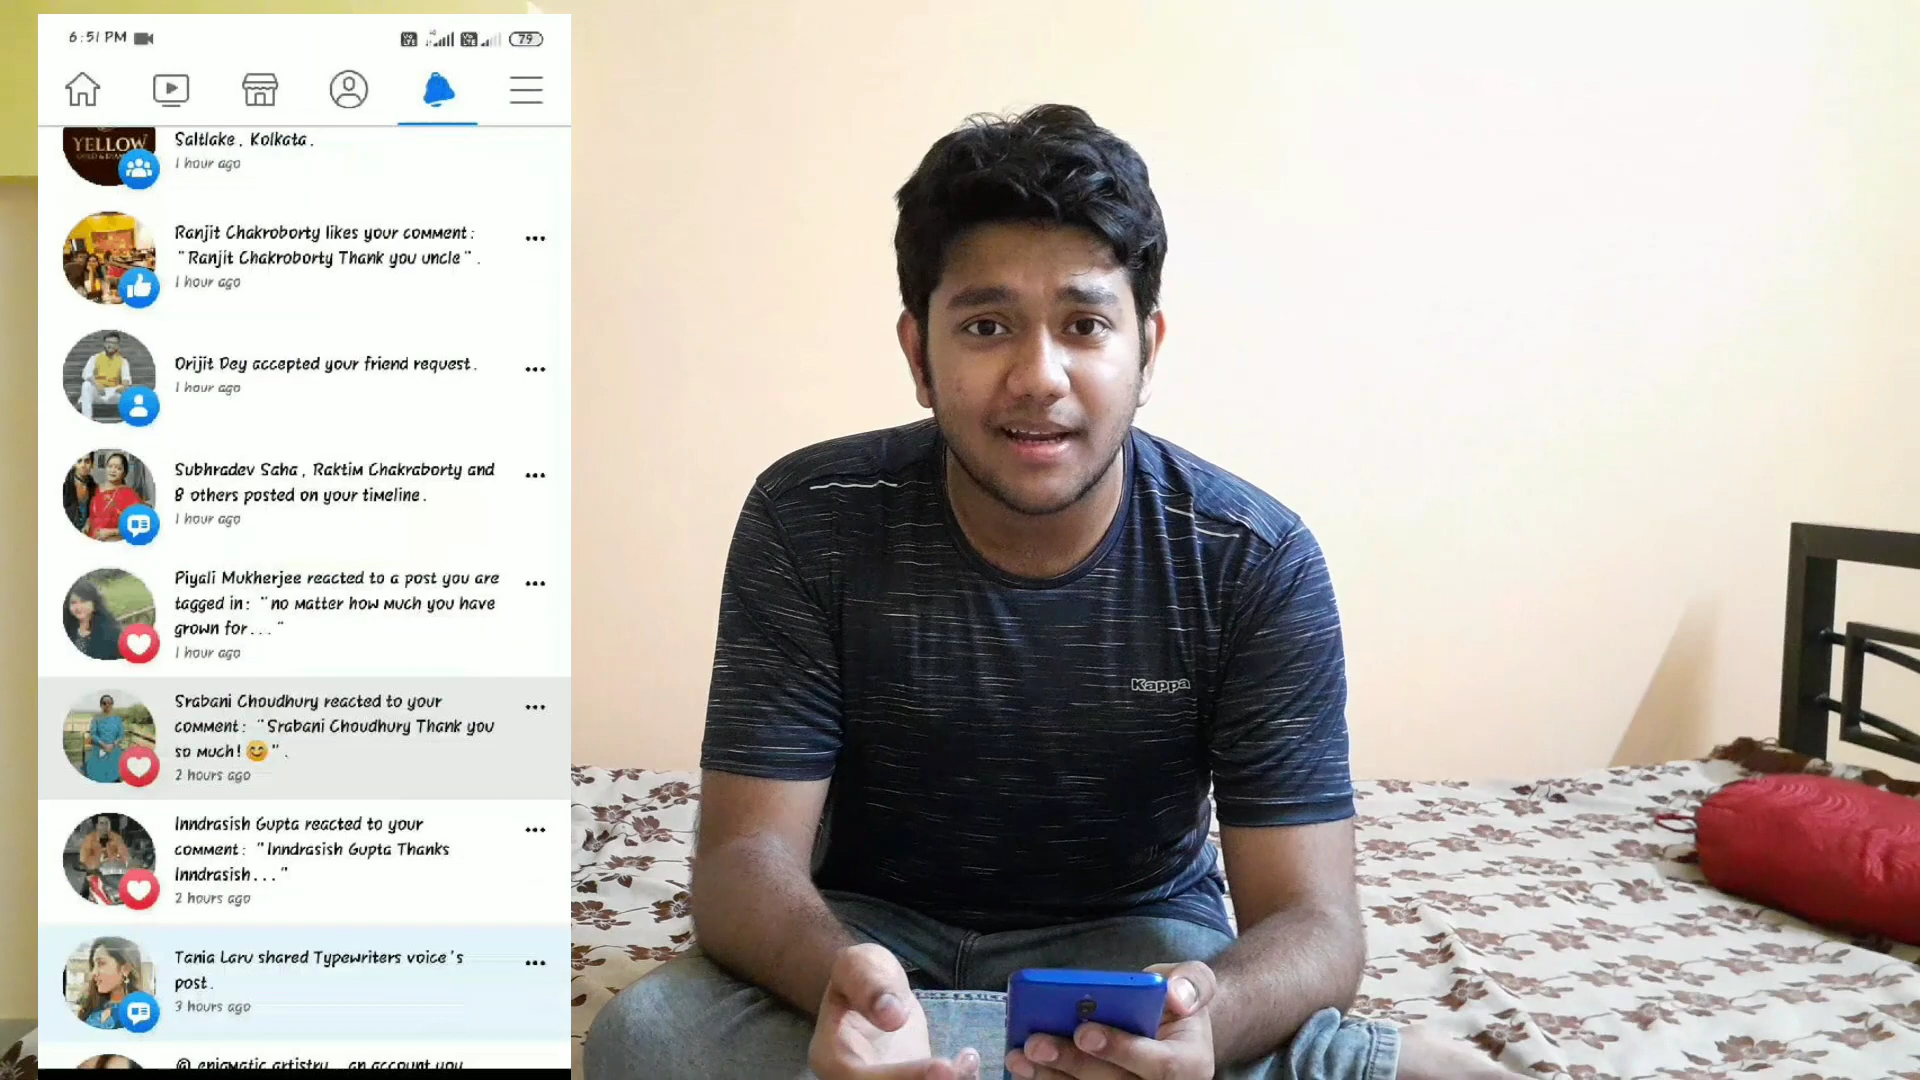 6:51 PM
79
YELLOW
Saltlake, Kolkata.
1 hour ago
Ranjit Chakroborty likes your comment:
"Ranjit Chakroborty Thank you uncle".
1 hour ago
Orijit Dey accepted your friend request.
1 hour ago
Subhradev Saha, Raktim Chakraborty and
8 others posted on your timeline.
1 hour ago
Piyali Mukherjee reacted to a post you are
tagged in: "no matter how much you have
grown for..."
1 hour ago
Srabani Choudhury reacted to your
comment: "Srabani Choudhury Thank you
so much! 😊".
2 hours ago
Inndrasish Gupta reacted to your
comment: "Inndrasish Gupta Thanks
Inndrasish..."
2 hours ago
Tania Laru shared Typewriters voice's
post.
3 hours ago
@ enigmatic artistry, an account you
Kappa